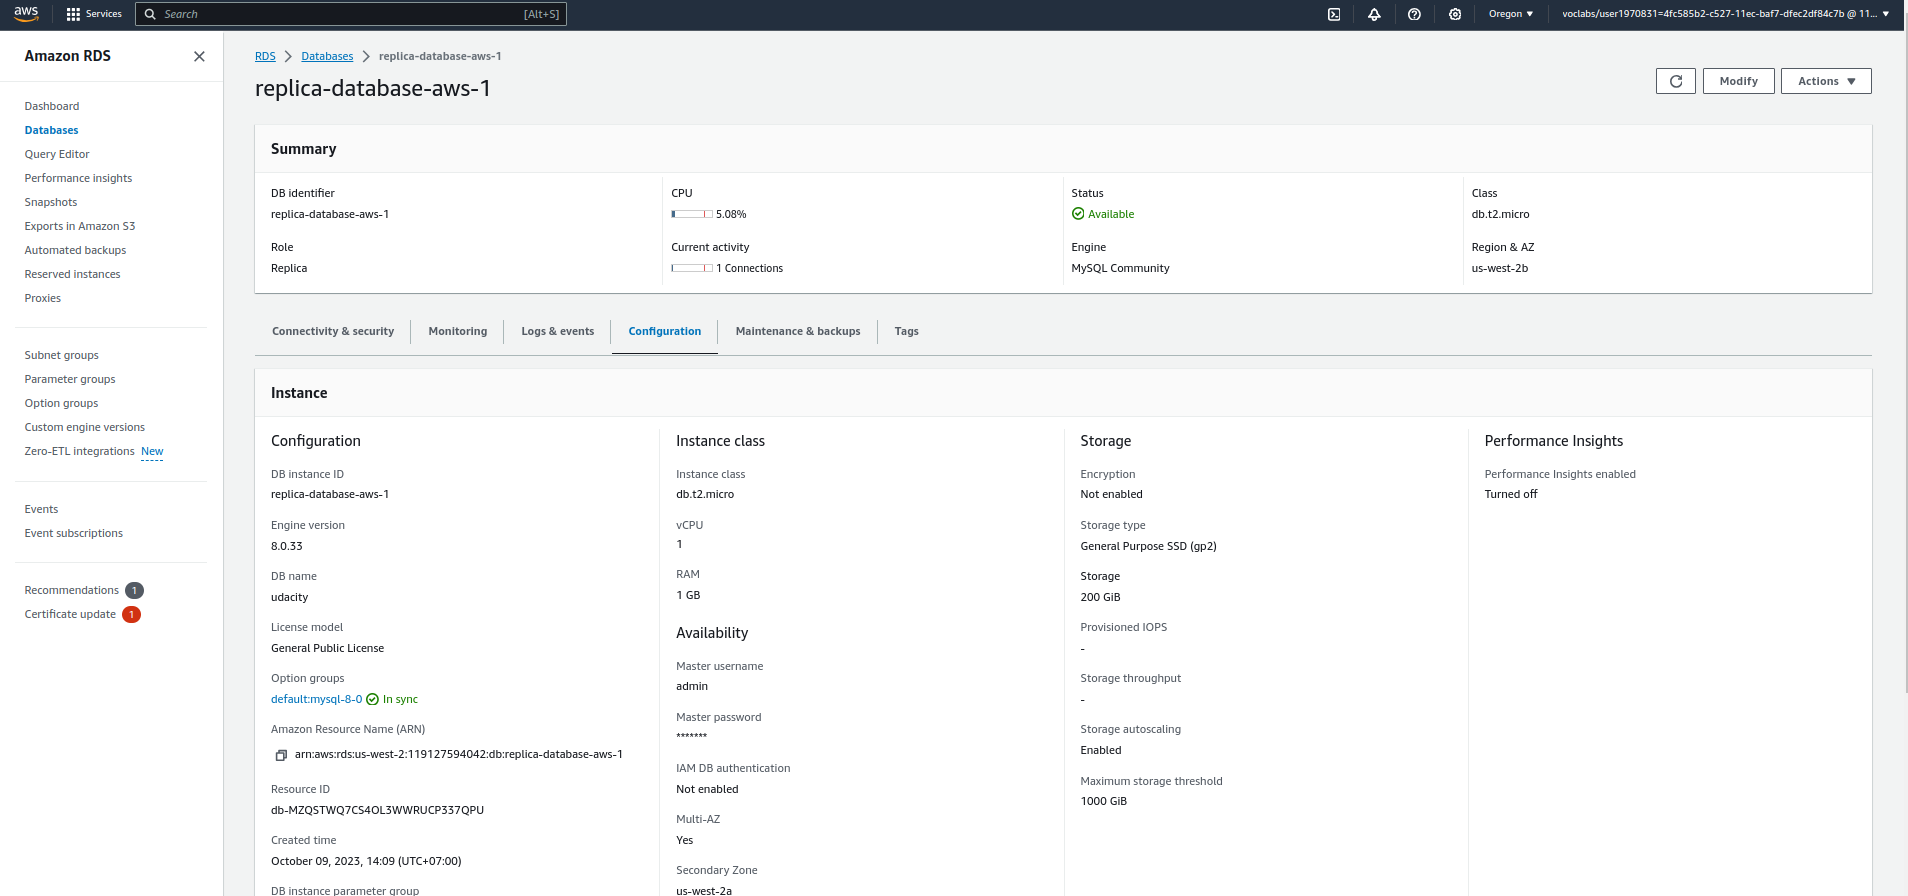 aws
Services
Search
[Alt+S]
Oregon
voclabs/user1970831=4fc585b2-c527-11ec-baf7-dfec2df84c7b @ 11...
Amazon RDS
Dashboard
Databases
Query Editor
Performance insights
Snapshots
Exports in Amazon S3
Automated backups
Reserved instances
Proxies
Subnet groups
Parameter groups
Option groups
Custom engine versions
Zero-ETL integrations New
Events
Event subscriptions
Recommendations 1
Certificate update 1
RDS > Databases > replica-database-aws-1
replica-database-aws-1
Modify
Actions
Summary
DB identifier
replica-database-aws-1
Role
Replica
CPU
5.08%
Current activity
1 Connections
Status
Available
Engine
MySQL Community
Class
db.t2.micro
Region & AZ
us-west-2b
Connectivity & security
Monitoring
Logs & events
Configuration
Maintenance & backups
Tags
Instance
Configuration
DB instance ID
replica-database-aws-1
Engine version
8.0.33
DB name
udacity
License model
General Public License
Option groups
default:mysql-8-0 In sync
Amazon Resource Name (ARN)
arn:aws:rds:us-west-2:119127594042:db:replica-database-aws-1
Resource ID
db-MZQSTWQ7CS4OL3WWRUCP337QPU
Created time
October 09, 2023, 14:09 (UTC+07:00)
DB instance parameter group
Instance class
Instance class
db.t2.micro
vCPU
1
RAM
1 GB
Availability
Master username
admin
Master password
*******
IAM DB authentication
Not enabled
Multi-AZ
Yes
Secondary Zone
us-west-2a
Storage
Encryption
Not enabled
Storage type
General Purpose SSD (gp2)
Storage
200 GiB
Provisioned IOPS
-
Storage throughput
-
Storage autoscaling
Enabled
Maximum storage threshold
1000 GiB
Performance Insights
Performance Insights enabled
Turned off